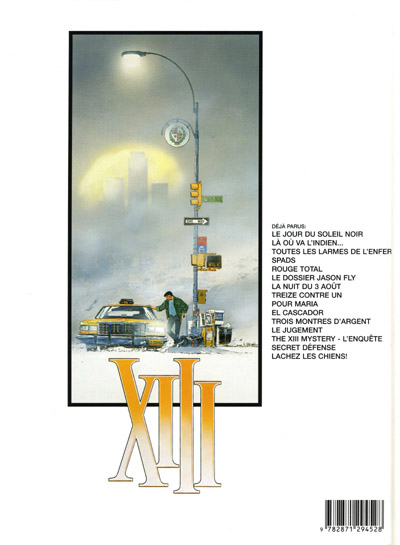 DÉJÀ PARUS:
LE JOUR DU SOLEIL NOIR
LÀ OÙ VA L'INDIEN...
TOUTES LES LARMES DE L'ENFER
SPADS
ROUGE TOTAL
LE DOSSIER JASON FLY
LA NUIT DU 3 AOÛT
TREIZE CONTRE UN
POUR MARIA
EL CASCADOR
TROIS MONTRES D'ARGENT
LE JUGEMENT
THE XIII MYSTERY - L'ENQUÊTE
SECRET DÉFENSE
LACHEZ LES CHIENS!
XIII
9 782871 294528